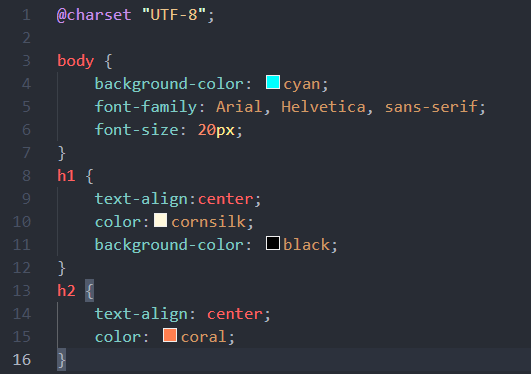 1 @charset "UTF-8";
2
3 body {
4     background-color: cyan;
5     font-family: Arial, Helvetica, sans-serif;
6     font-size: 20px;
7 }
8 h1 {
9     text-align:center;
10     color: cornsilk;
11     background-color: black;
12 }
13 h2 {
14     text-align: center;
15     color: coral;
16 }